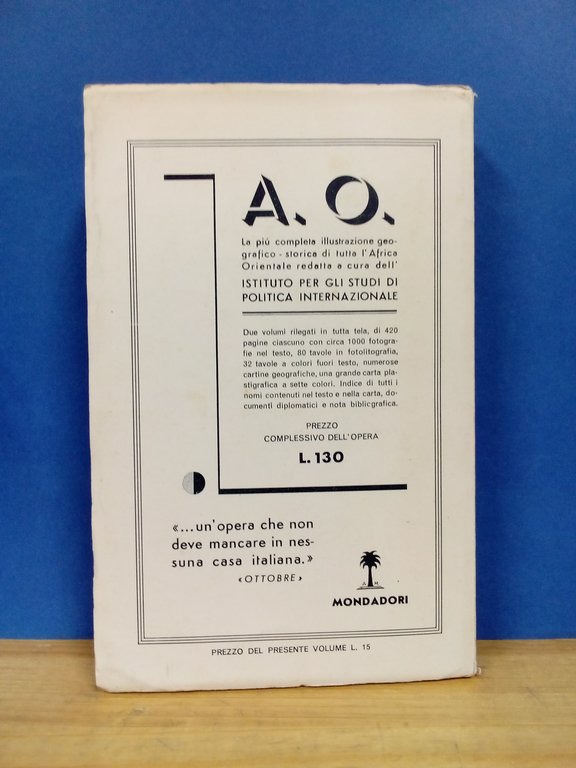 A. O.
La piú completa illustrazione geo-
grafico - storica di tutta l'Africa
Orientale redatta a cura dell'
ISTITUTO PER GLI STUDI DI
POLITICA INTERNAZIONALE
Due volumi rilegati in tutta tela, di 420
pagine ciascuno con circa 1000 fotogra-
fie nel testo, 80 tavole in fotolitografia,
32 tavole a colori fuori testo, numerose
cartine geografiche, una grande carta pla-
stigrafica a sette colori. Indice di tutti i
nomi contenuti nel testo e nella carta, do-
cumenti diplomatici e nota bibliografica.
PREZZO
COMPLESSIVO DELL'OPERA
L. 130
«...un'opera che non
deve mancare in nes-
suna casa italiana.»
«OTTOBRE»
A M
MONDADORI
PREZZO DEL PRESENTE VOLUME L. 15